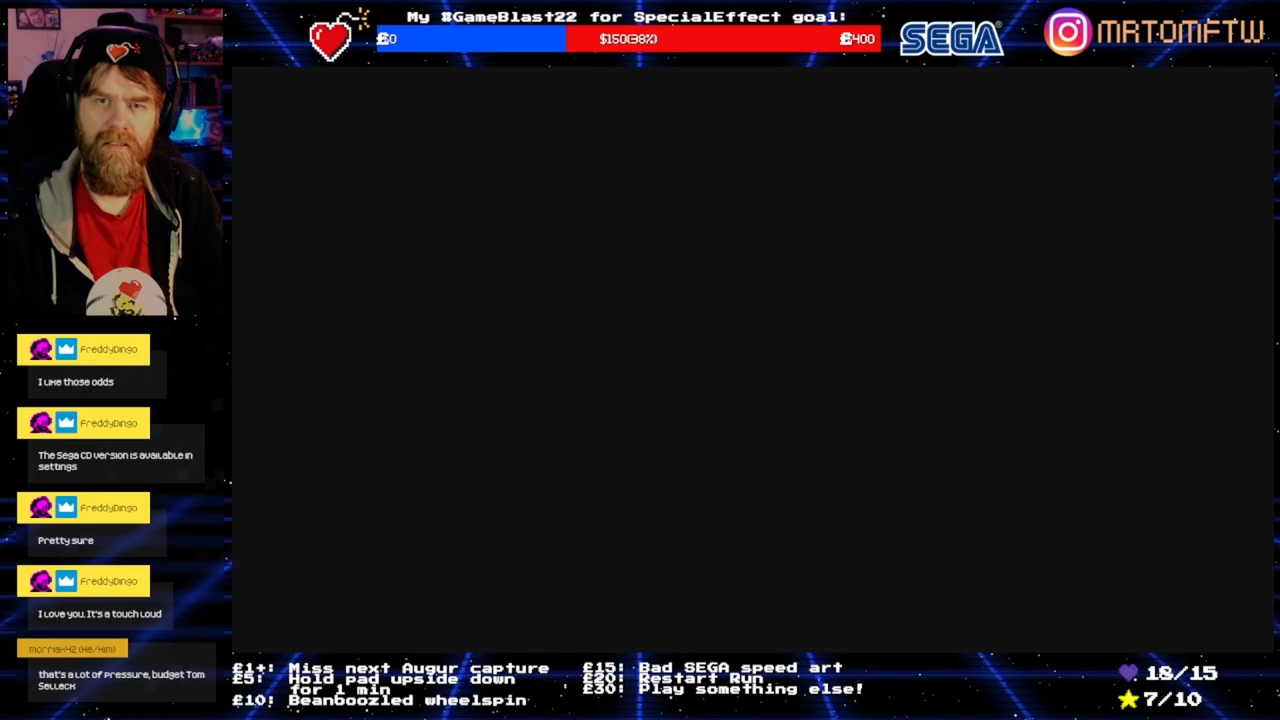 My #GameBlast22 for SpecialEffect goal:
£0
$150(38%)
£400
SEGA
MRTOMFTW
FreddyDingo
I like those odds
FreddyDingo
The Sega CD version is available in
settings
FreddyDingo
Pretty sure
FreddyDingo
I love you. It's a touch loud
morriak42 (He/Him)
that's a lot of pressure, budget Tom
Selleck
£1+: Miss next Augur capture
£5: Hold pad upside down
for 1 min
£10: Beanboozled wheelspin
£15: Bad SEGA speed art
£20: Restart Run
£30: Play something else!
18/15
7/10